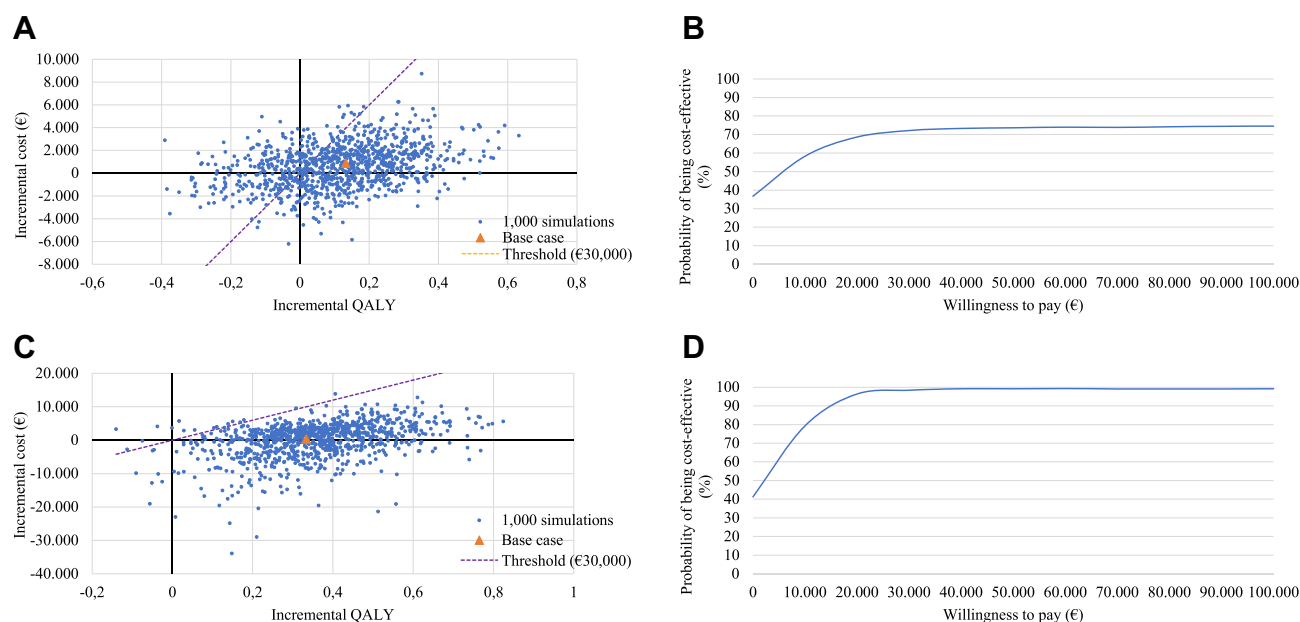 A
Incremental cost (€)
10.000
8.000
6.000
4.000
2.000
0
-2.000
-4.000
-6.000
-8.000
-0,6
-0,4
-0,2
0
0,2
0,4
0,6
0,8
Incremental QALY
1,000 simulations
Base case
Threshold (€30,000)
B
Probability of being cost-effective
(%)
100
90
80
70
60
50
40
30
20
10
0
0 10.000 20.000 30.000 40.000 50.000 60.000 70.000 80.000 90.000 100.000
Willingness to pay (€)
C
Incremental cost (€)
20.000
10.000
0
-10.000
-20.000
-30.000
-40.000
-0,2
0
0,2
0,4
0,6
0,8
1
Incremental QALY
1,000 simulations
Base case
Threshold (€30,000)
D
Probability of being cost-effective
(%)
100
90
80
70
60
50
40
30
20
10
0
0 10.000 20.000 30.000 40.000 50.000 60.000 70.000 80.000 90.000 100.000
Willingness to pay (€)